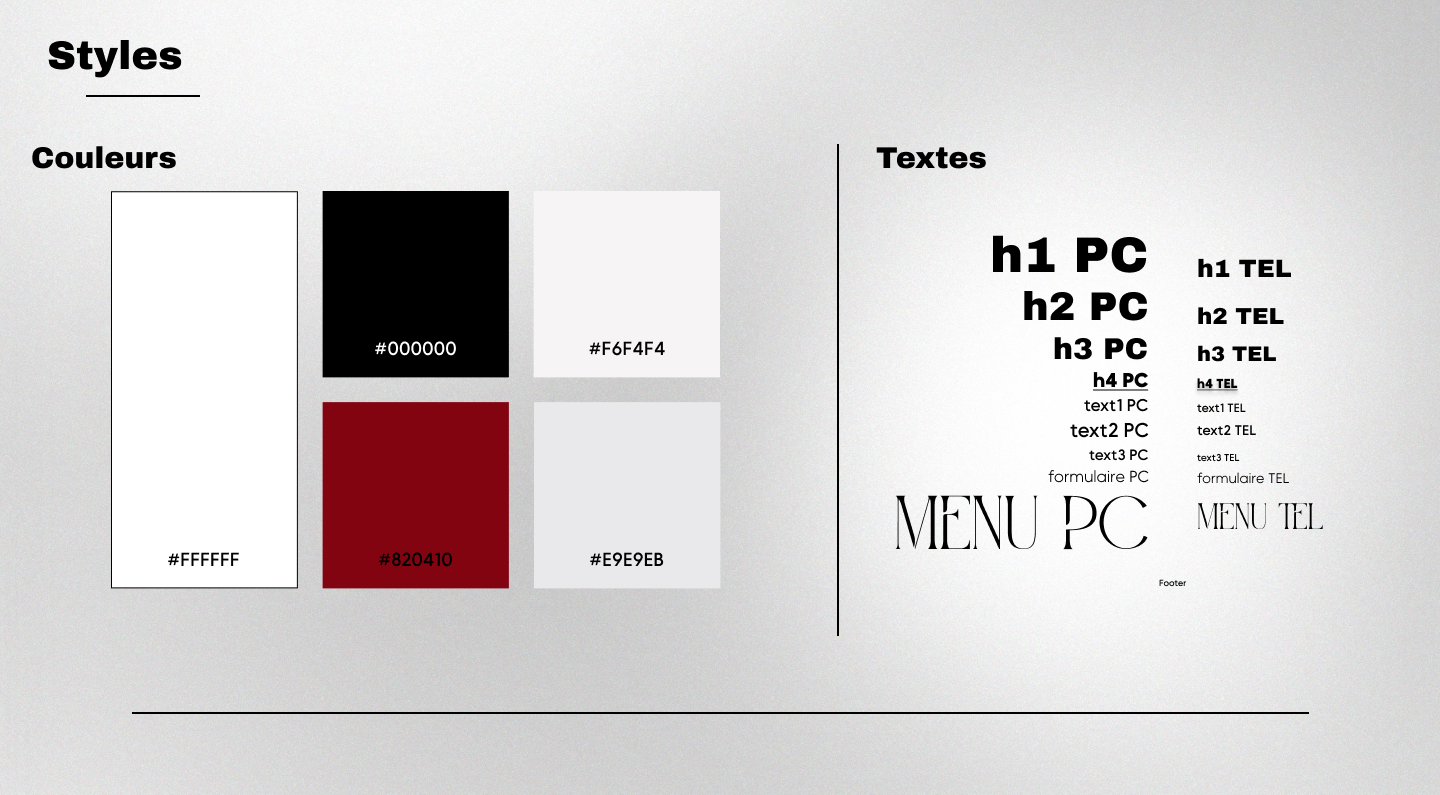 Styles
Couleurs
#FFFFFF
#000000
#F6F4F4
#820410
#E9E9EB
Textes
h1 PC
h1 TEL
h2 PC
h2 TEL
h3 PC
h3 TEL
h4 PC
h4 TEL
text1 PC
text1 TEL
text2 PC
text2 TEL
text3 PC
text3 TEL
formulaire PC
formulaire TEL
MENU PC
MENU TEL
Footer